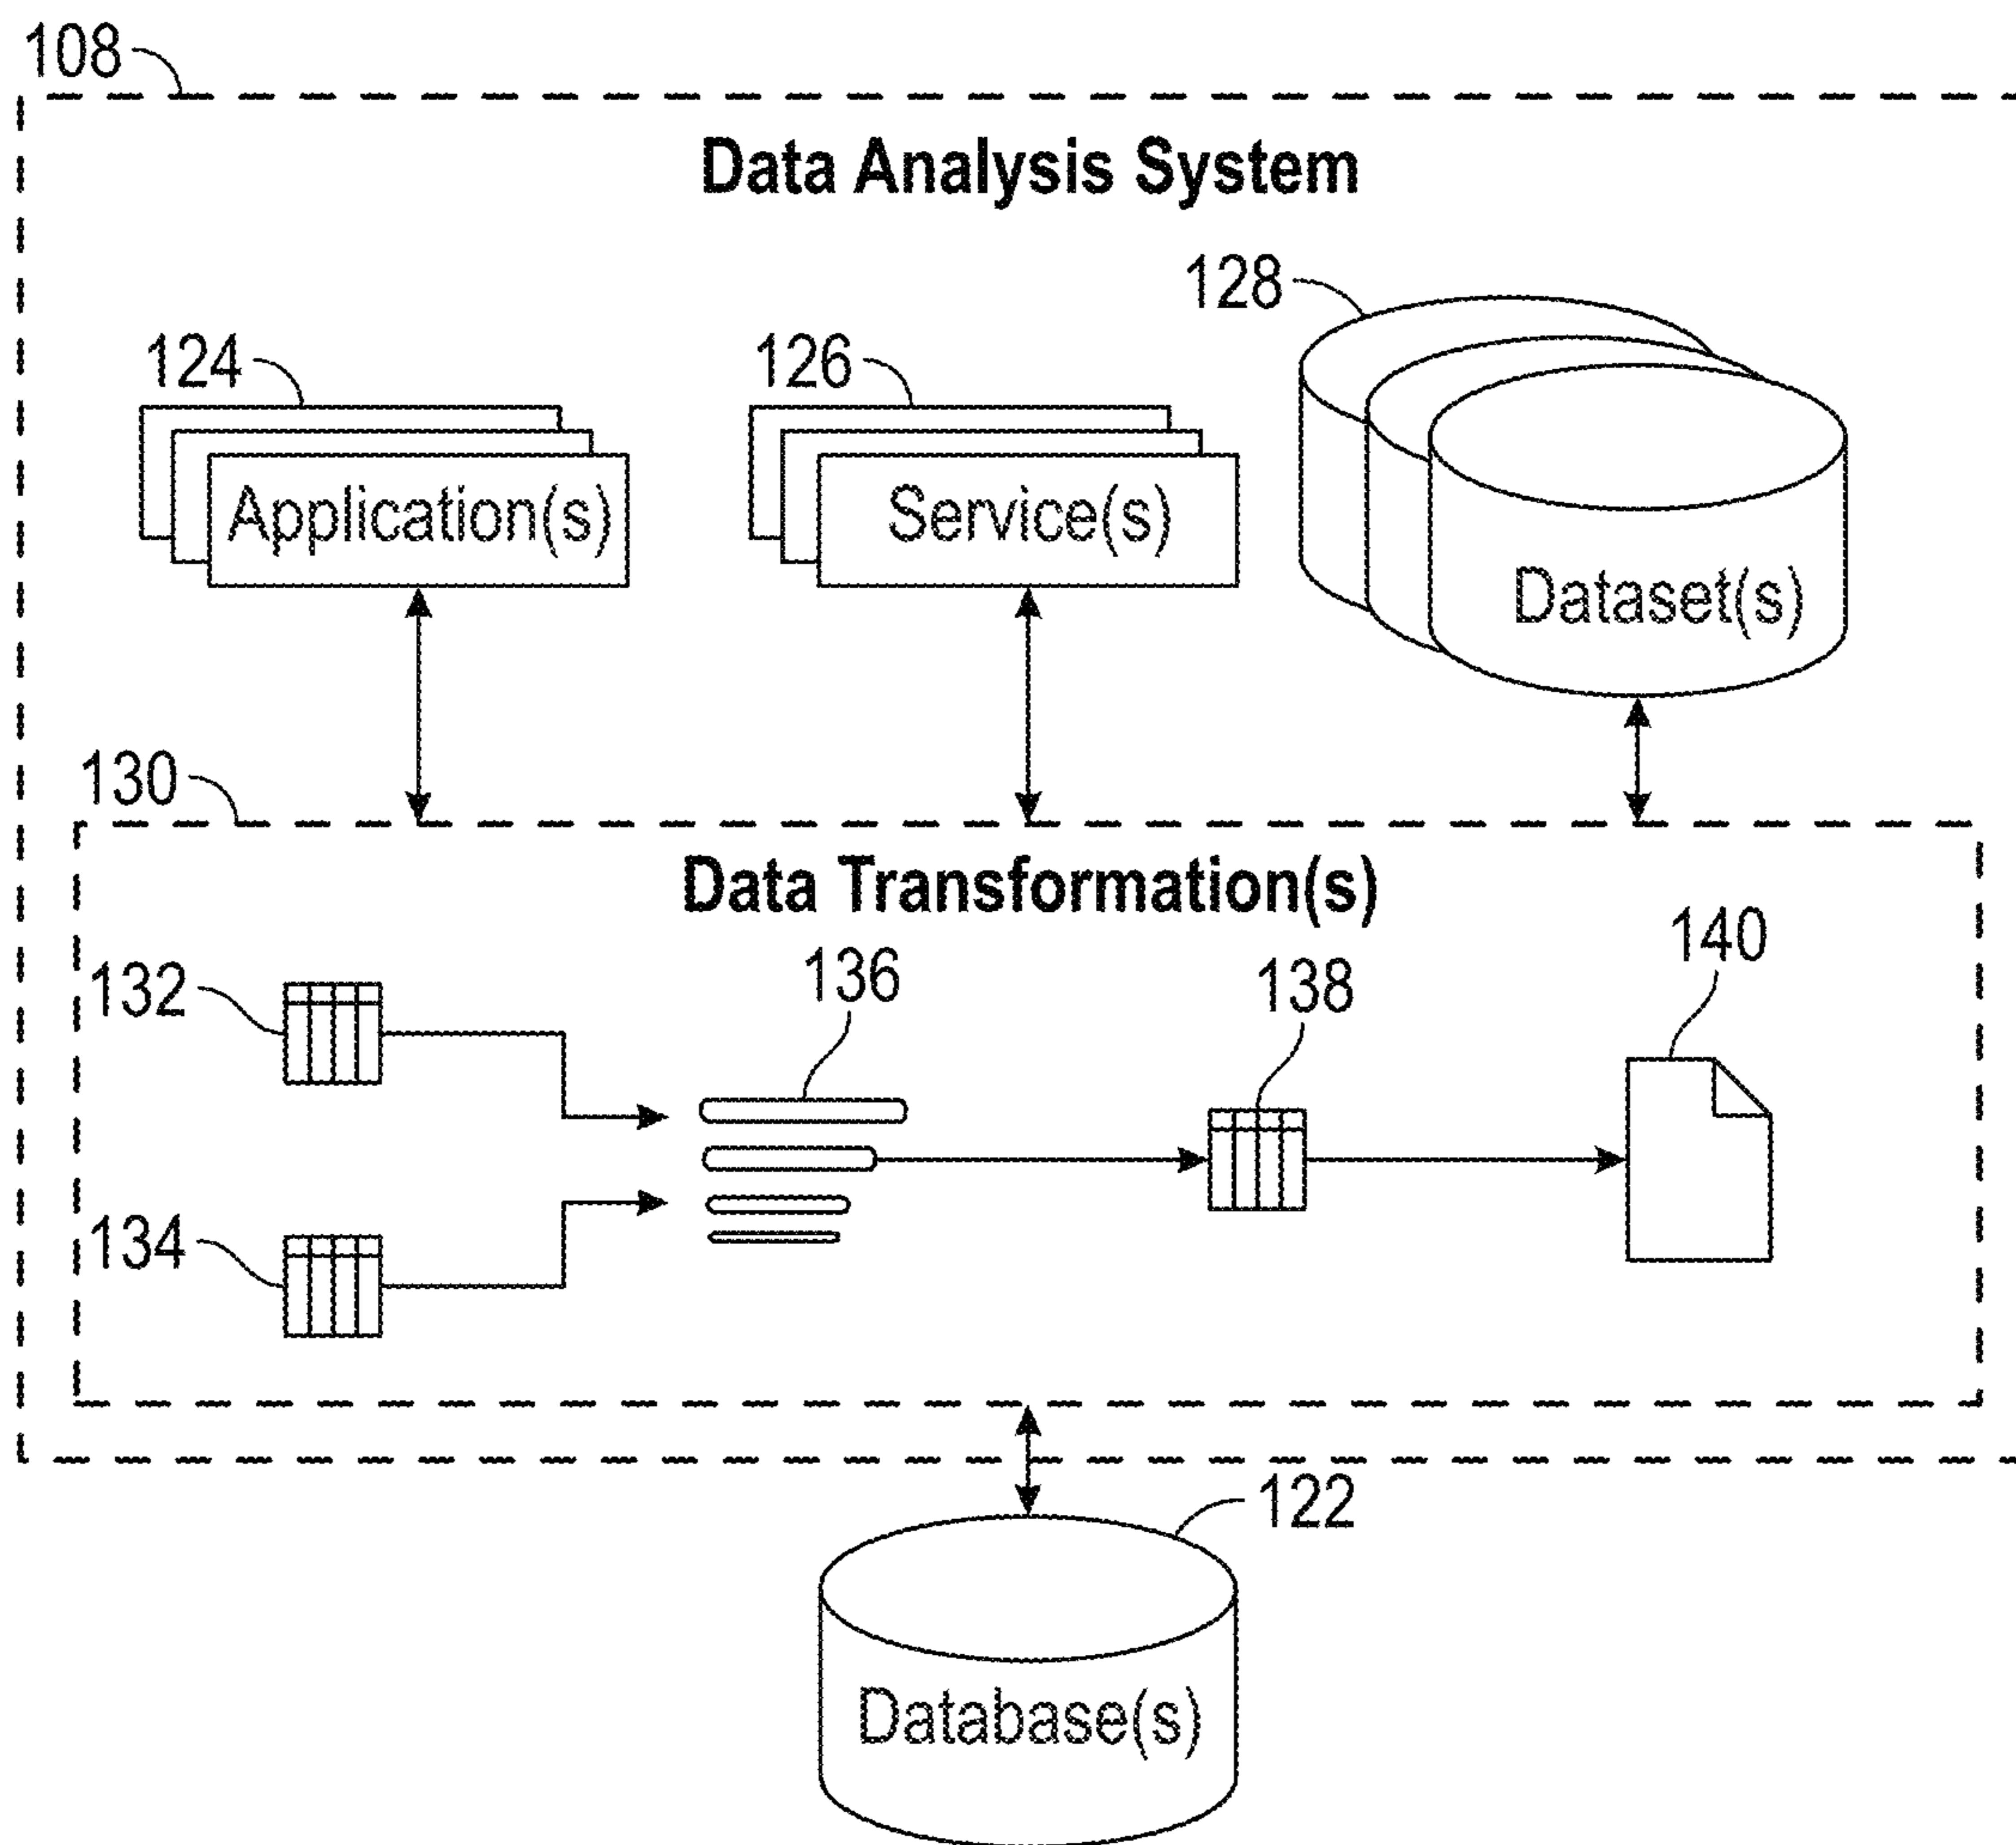 108
Data Analysis System
128
124
126
Application(s)
Service(s)
Dataset(s)
130
Data Transformation(s)
140
132
136
138
134
122
Database(s)